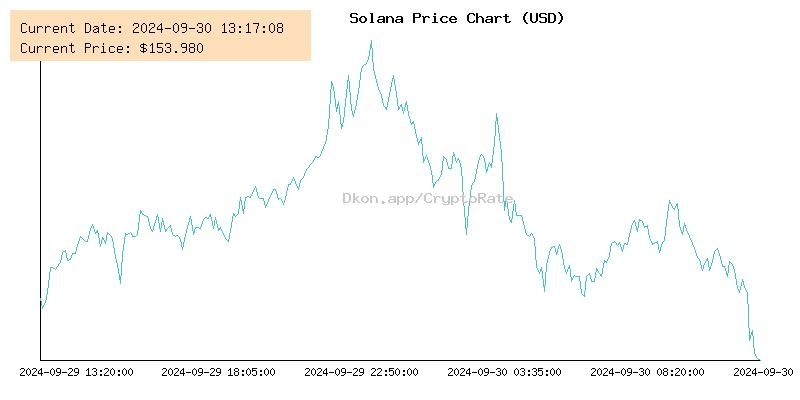 Solana Price Chart (USD)
Current Date: 2024-09-30 13:17:08
Current Price: $153.980
Dkon.app/CryptoRate
2024-09-29 13:20:00 2024-09-29 18:05:00 2024-09-29 22:50:00 2024-09-30 03:35:00 2024-09-30 08:20:00 2024-09-30